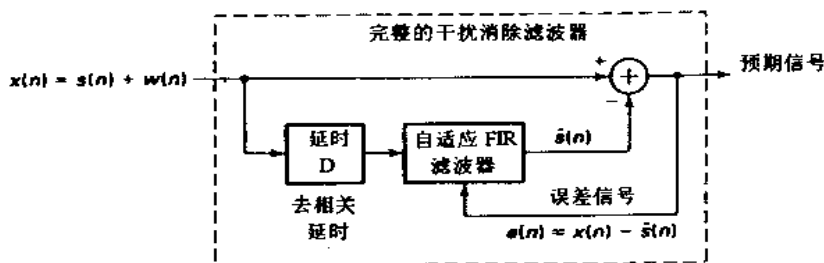 完整的干扰消除滤波器
x(n) = s(n) + w(n)
+
+
−
预期信号
延时
D
自适应 FIR
滤波器
ŝ(n)
去相关
延时
误差信号
e(n) = x(n) − ŝ(n)